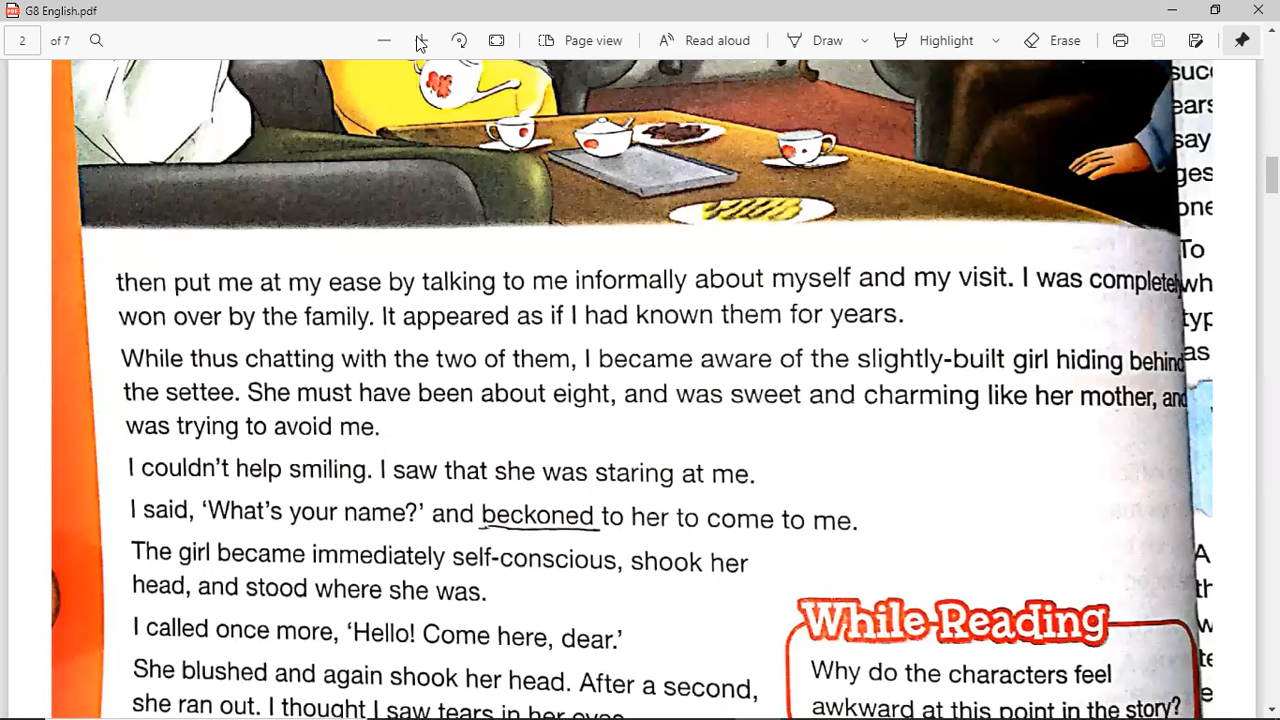 G8 English.pdf
2 of 7
Page view
Read aloud
Draw
Highlight
Erase
then put me at my ease by talking to me informally about myself and my visit. I was completely
won over by the family. It appeared as if I had known them for years.
While thus chatting with the two of them, I became aware of the slightly-built girl hiding behind
the settee. She must have been about eight, and was sweet and charming like her mother, and
was trying to avoid me.
I couldn't help smiling. I saw that she was staring at me.
I said, ‘What's your name?’ and beckoned to her to come to me.
The girl became immediately self-conscious, shook her
head, and stood where she was.
I called once more, ‘Hello! Come here, dear.’
She blushed and again shook her head. After a second,
she ran out. I thought I saw tears in her eyes
While-Reading
Why do the characters feel
awkward at this point in the story?
ges
one
To
wh
typ
as